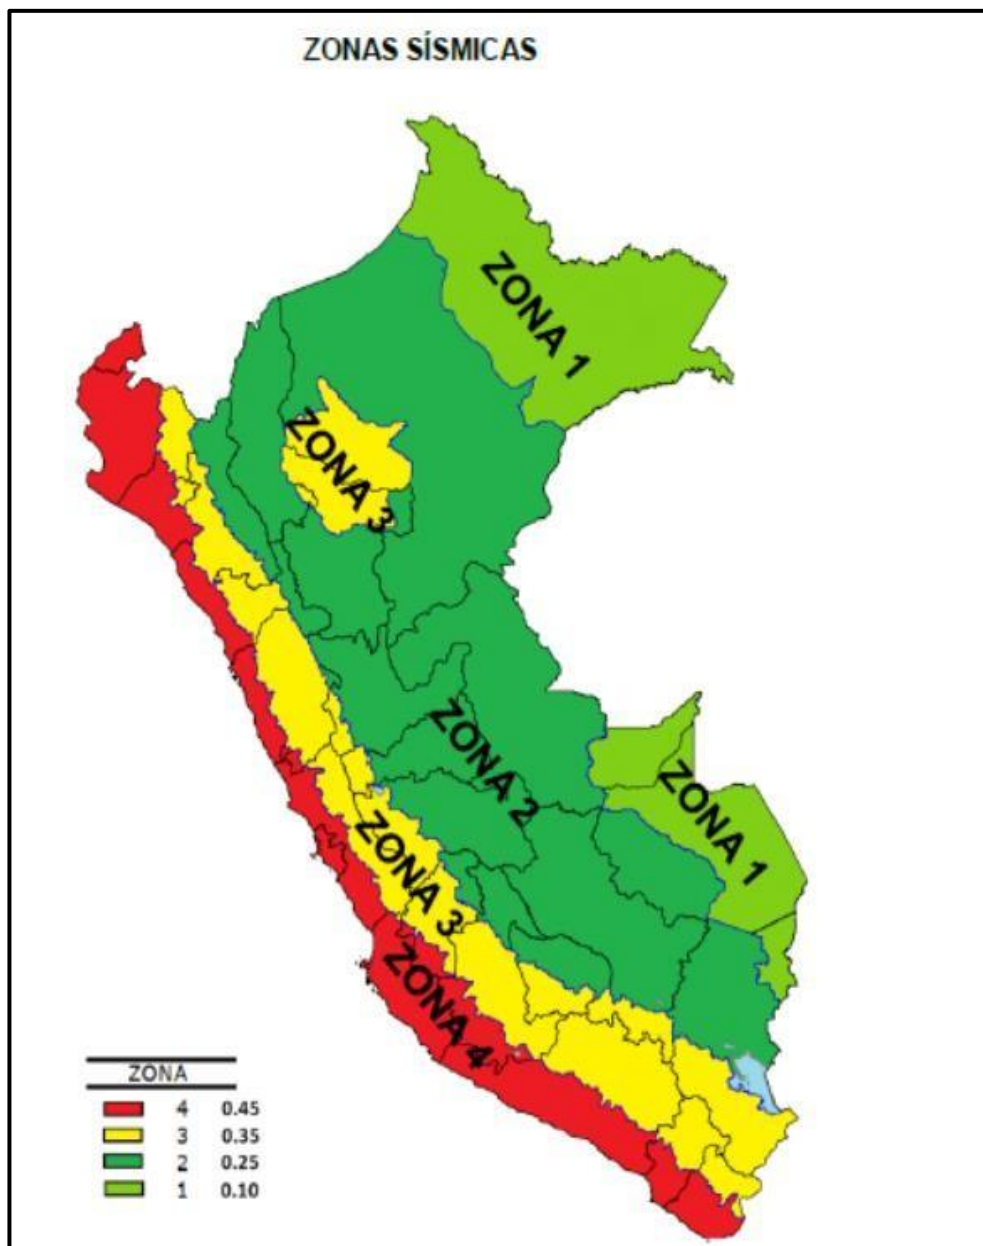 ZONAS SÍSMICAS
ZONA 1
ZONA 3
ZONA 2
ZONA 1
ZONA 3
ZONA 4
ZONA
4 0.45
3 0.35
2 0.25
1 0.10